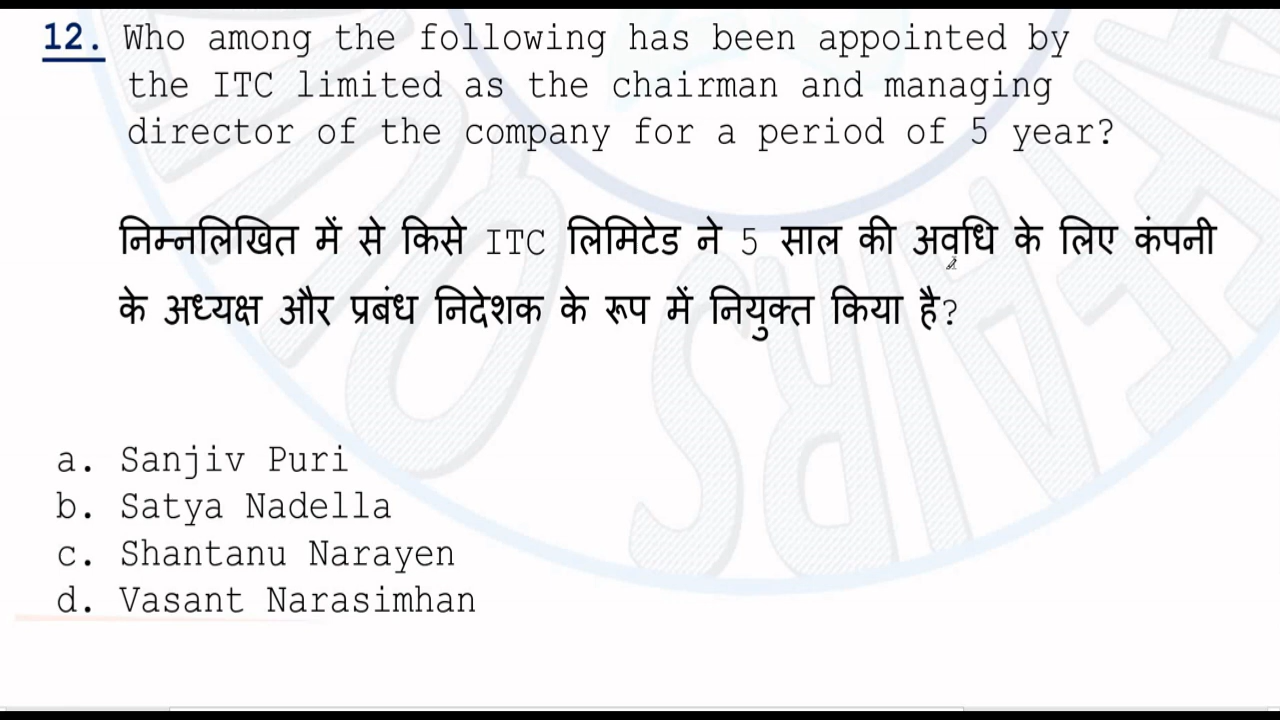 12. Who among the following has been appointed by
the ITC limited as the chairman and managing
director of the company for a period of 5 year?
निम्नलिखित में से किसे ITC लिमिटेड ने 5 साल की अवधि के लिए कंपनी
के अध्यक्ष और प्रबंध निदेशक के रूप में नियुक्त किया है?
a. Sanjiv Puri
b. Satya Nadella
c. Shantanu Narayen
d. Vasant Narasimhan